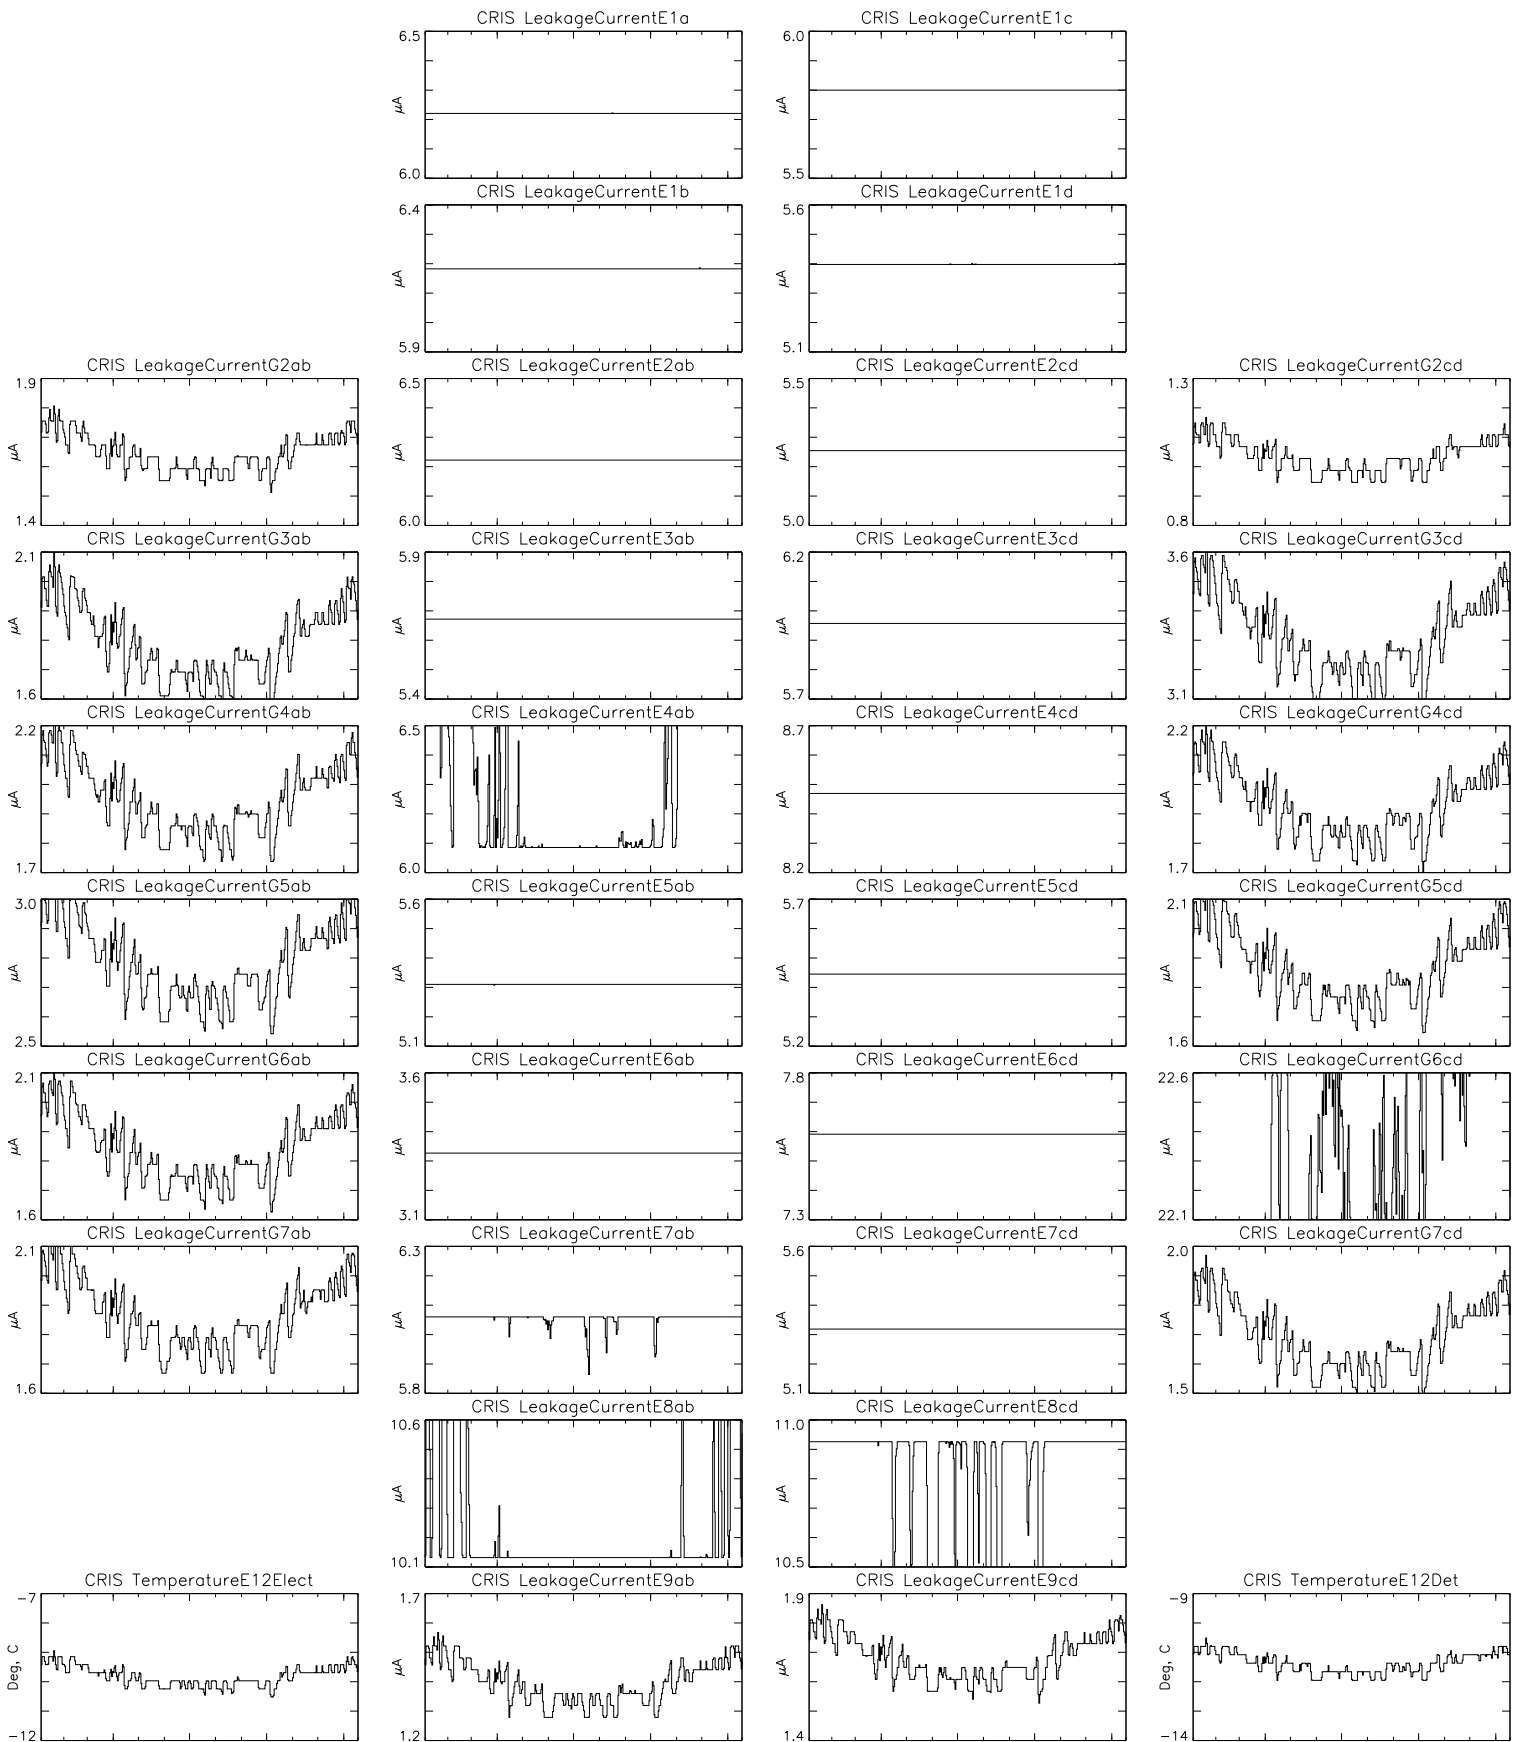 CRIS LeakageCurrentE1a
6.5
μA
6.0
CRIS LeakageCurrentE1c
6.0
μA
5.5
CRIS LeakageCurrentE1b
6.4
μA
5.9
CRIS LeakageCurrentE1d
5.6
μA
5.1
CRIS LeakageCurrentG2ab
1.9
μA
1.4
CRIS LeakageCurrentE2ab
6.5
μA
6.0
CRIS LeakageCurrentE2cd
5.5
μA
5.0
CRIS LeakageCurrentG2cd
1.3
μA
0.8
CRIS LeakageCurrentG3ab
2.1
μA
1.6
CRIS LeakageCurrentE3ab
5.9
μA
5.4
CRIS LeakageCurrentE3cd
6.2
μA
5.7
CRIS LeakageCurrentG3cd
3.6
μA
3.1
CRIS LeakageCurrentG4ab
2.2
μA
1.7
CRIS LeakageCurrentE4ab
6.5
μA
6.0
CRIS LeakageCurrentE4cd
8.7
μA
8.2
CRIS LeakageCurrentG4cd
2.2
μA
1.7
CRIS LeakageCurrentG5ab
3.0
μA
2.5
CRIS LeakageCurrentE5ab
5.6
μA
5.1
CRIS LeakageCurrentE5cd
5.7
μA
5.2
CRIS LeakageCurrentG5cd
2.1
μA
1.6
CRIS LeakageCurrentG6ab
2.1
μA
1.6
CRIS LeakageCurrentE6ab
3.6
μA
3.1
CRIS LeakageCurrentE6cd
7.8
μA
7.3
CRIS LeakageCurrentG6cd
22.6
μA
22.1
CRIS LeakageCurrentG7ab
2.1
μA
1.6
CRIS LeakageCurrentE7ab
6.3
μA
5.8
CRIS LeakageCurrentE7cd
5.6
μA
5.1
CRIS LeakageCurrentG7cd
2.0
μA
1.5
CRIS LeakageCurrentE8ab
10.6
μA
10.1
CRIS LeakageCurrentE8cd
11.0
μA
10.5
CRIS TemperatureE12Elect
-7
Deg, C
-12
CRIS LeakageCurrentE9ab
1.7
μA
1.2
CRIS LeakageCurrentE9cd
1.9
μA
1.4
CRIS TemperatureE12Det
-9
Deg, C
-14